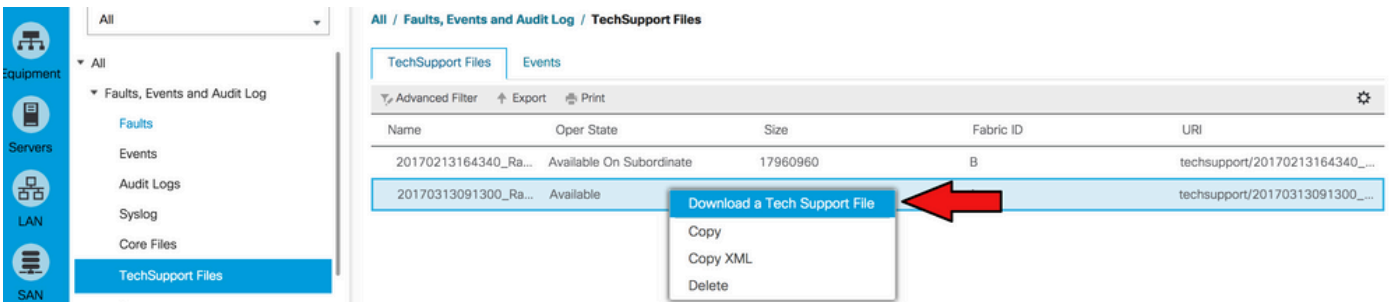 Equipment
Servers
LAN
SAN
All
All
Faults, Events and Audit Log
Faults
Events
Audit Logs
Syslog
Core Files
TechSupport Files
All / Faults, Events and Audit Log / TechSupport Files
TechSupport Files Events
Advanced Filter Export Print
Name Oper State Size Fabric ID URI
20170213164340_Ra... Available On Subordinate 17960960 B techsupport/20170213164340_...
20170313091300_Ra... Available techsupport/20170313091300_...
Download a Tech Support File
Copy
Copy XML
Delete